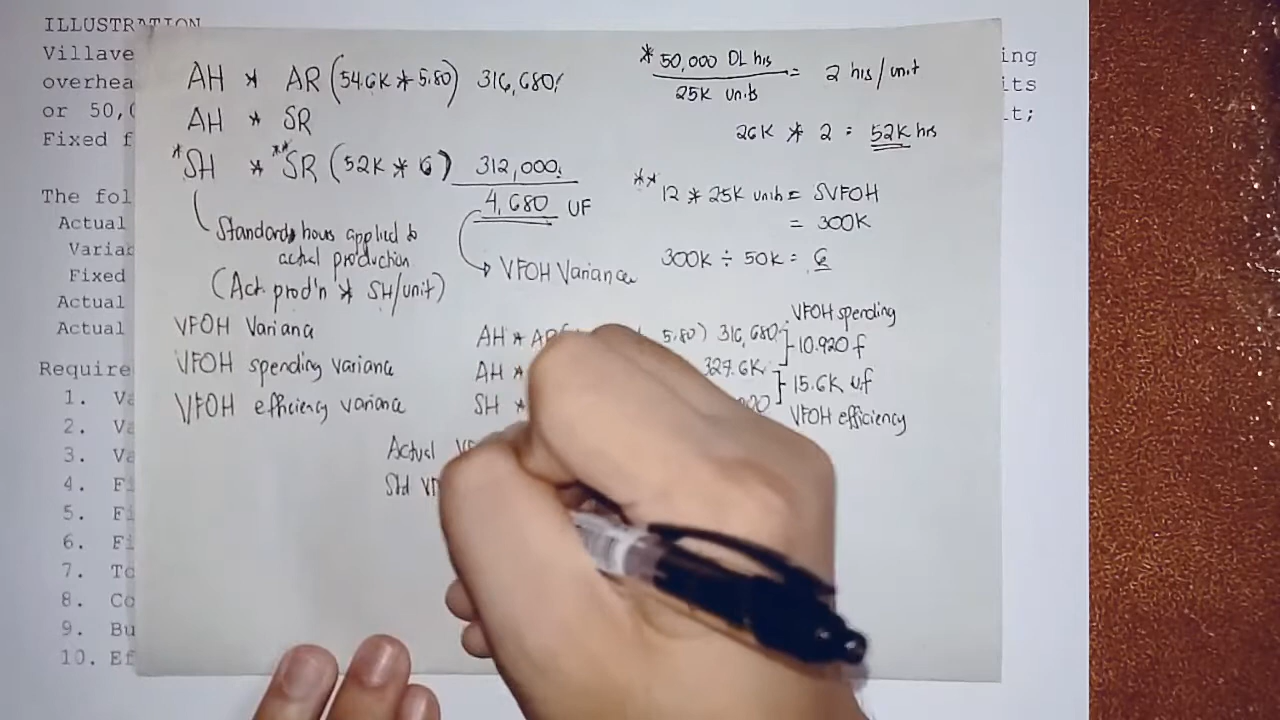 ILLUSTRATION
Villave
ing
overhea
its
or 50,0
t;
Fixed f
The fol
Actual
Variab
Fixed
Actual
Actual
Require
1. Va
2. Va
3. Va
4. Fi
5. Fi
6. Fi
7. To
8. Co
9. Bu
10. Ef
AH * AR (54.6K * 5.80) 316,680/
AH * SR
*SH * **SR (52K * 6) 312,000/
4,680 UF
Standard hours applied to
actual production
(Act prod'n * SH/unit)
VFOH Variance
* 50,000 DL hrs
25K units
= 2 hrs/unit
26K * 2 = 52K hrs
** 12 * 25K units = SVFOH
= 300K
300K ÷ 50K = 6
VFOH Variance
VFOH spending variance
VFOH efficiency variance
AH * AR( 5.80) 316,680
AH * 327.6K
SH * 000
VFOH spending
10.920 f
15.6K uf
VFOH efficiency
Actual VF
Std VF